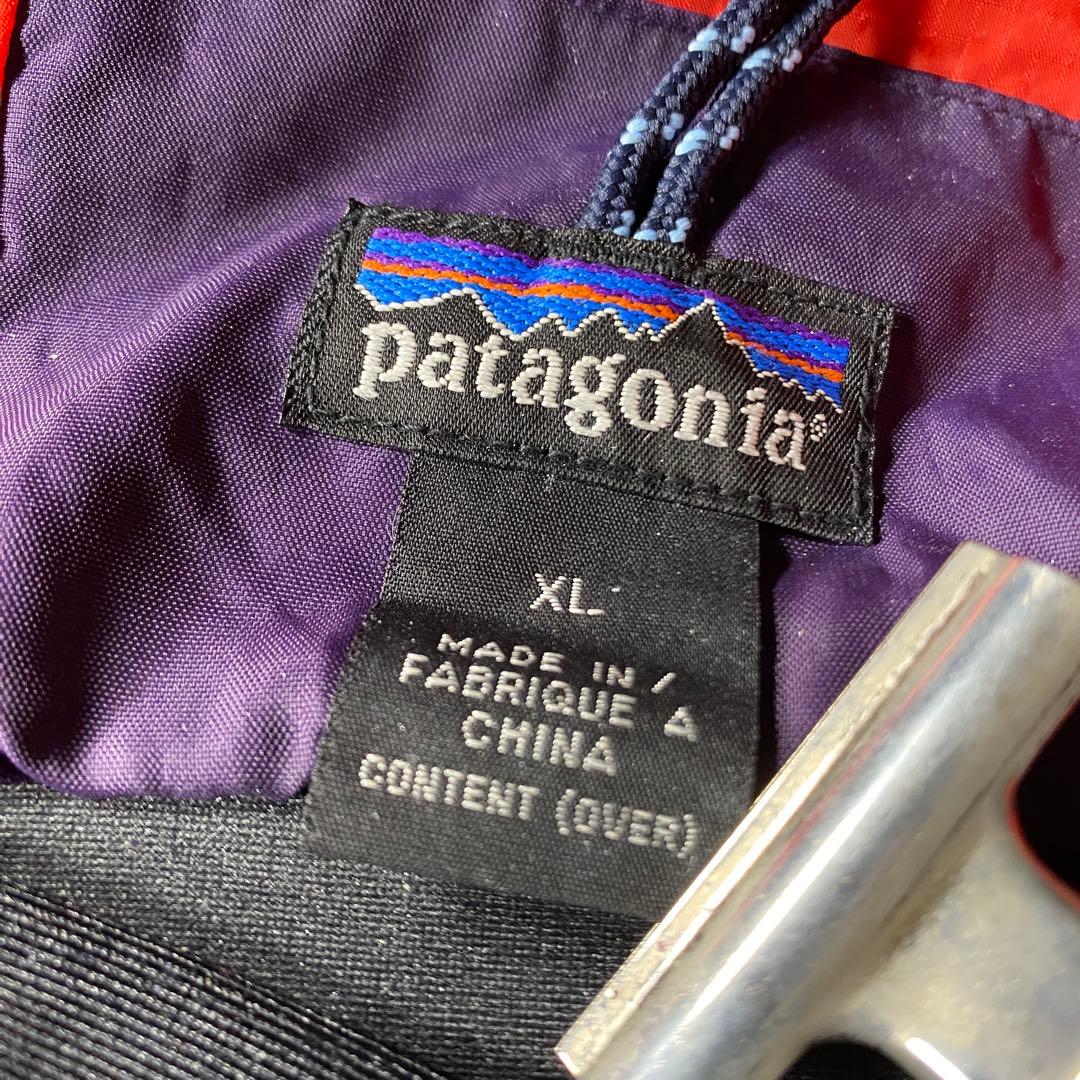 patagonia®
XL
MADE IN /
FABRIQUE A
CHINA
CONTENT (OVER)